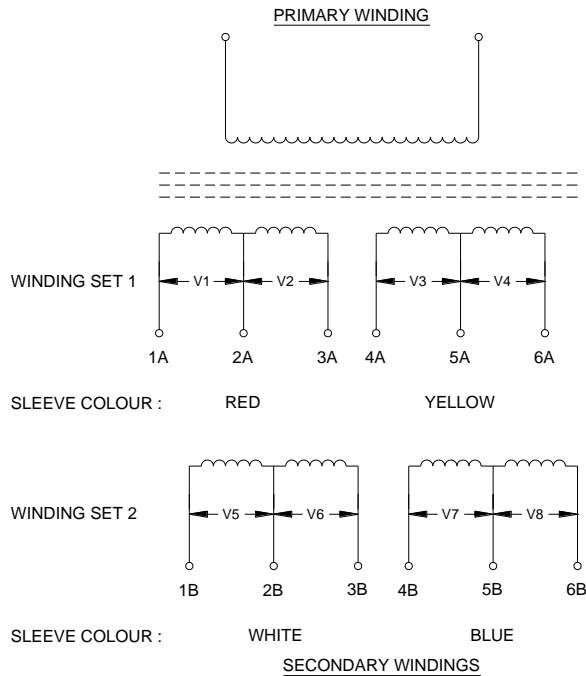 PRIMARY WINDING
WINDING SET 1
V1 V2 V3 V4
1A 2A 3A 4A 5A 6A
SLEEVE COLOUR : RED YELLOW
WINDING SET 2
V5 V6 V7 V8
1B 2B 3B 4B 5B 6B
SLEEVE COLOUR : WHITE BLUE
SECONDARY WINDINGS